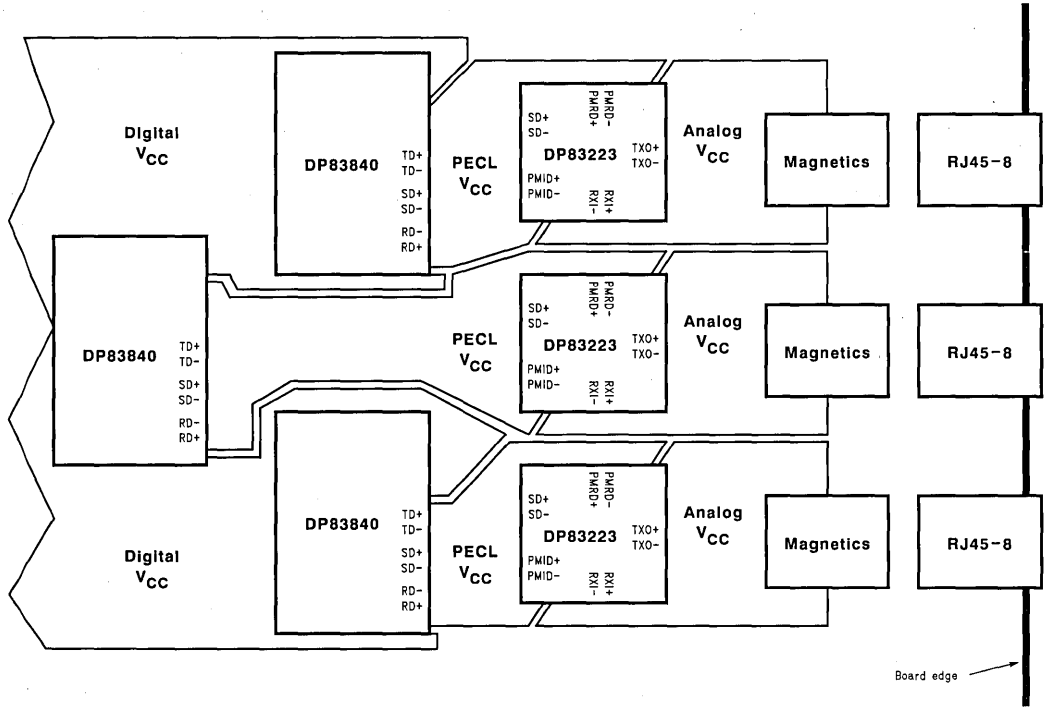 Digital
VCC
DP83840
TD+
TD-
SD+
SD-
RD-
RD+
PECL
VCC
PMRD+
PMRD-
SD+
SD-
DP83223
TXO+
TXO-
PMID+
PMID-
RXI-
RXI+
Analog
VCC
Magnetics
RJ45-8
DP83840
TD+
TD-
SD+
SD-
RD-
RD+
PECL
VCC
PMRD+
PMRD-
SD+
SD-
DP83223
TXO+
TXO-
PMID+
PMID-
RXI-
RXI+
Analog
VCC
Magnetics
RJ45-8
Digital
VCC
DP83840
TD+
TD-
SD+
SD-
RD-
RD+
PECL
VCC
PMRD+
PMRD-
SD+
SD-
DP83223
TXO+
TXO-
PMID+
PMID-
RXI-
RXI+
Analog
VCC
Magnetics
RJ45-8
Board edge